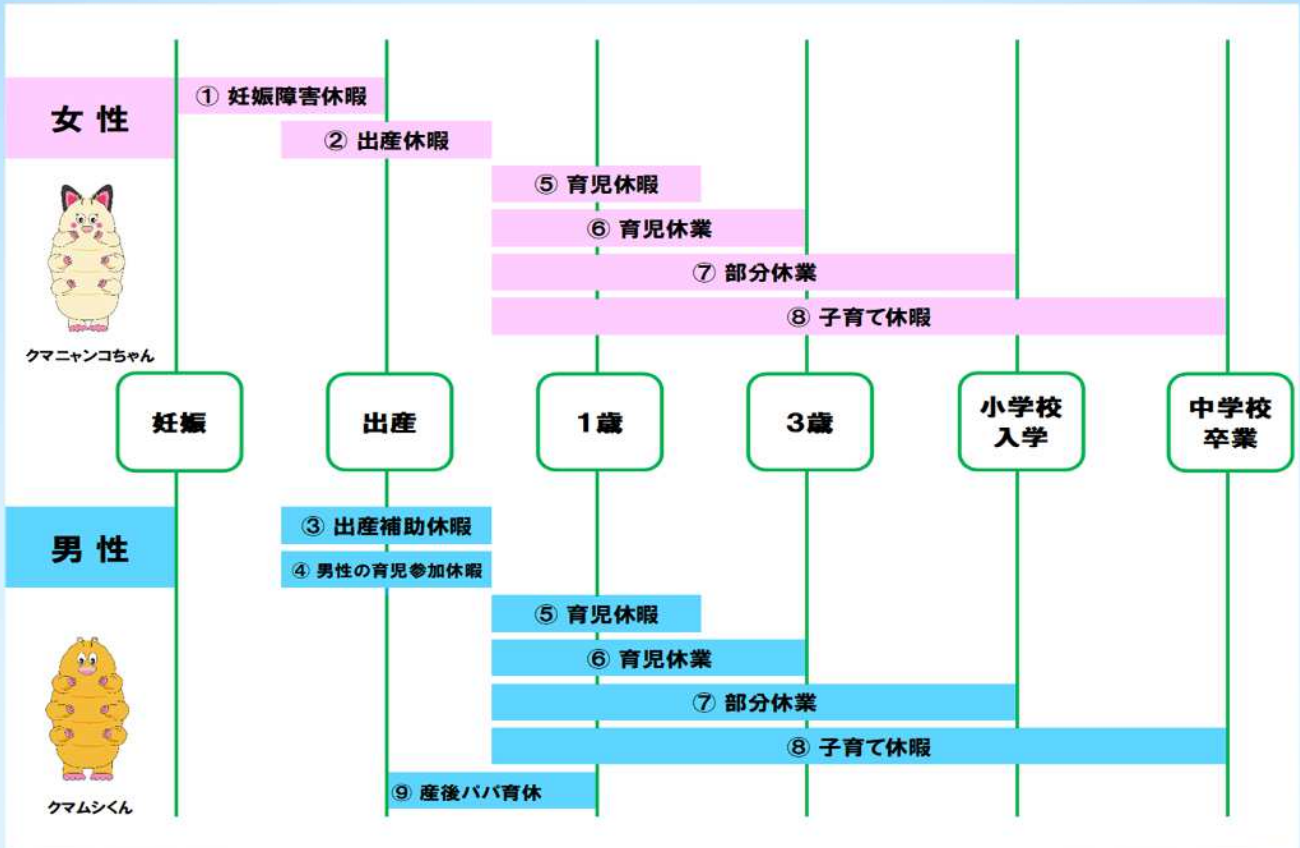 女性
① 妊娠障害休暇
② 出産休暇
⑤ 育児休暇
⑥ 育児休業
⑦ 部分休業
⑧ 子育て休暇
クマニャンコちゃん
妊娠
出産
1歳
3歳
小学校
入学
中学校
卒業
男性
③ 出産補助休暇
④ 男性の育児参加休暇
⑤ 育児休暇
⑥ 育児休業
⑦ 部分休業
⑧ 子育て休暇
⑨ 産後パパ育休
クマムシくん